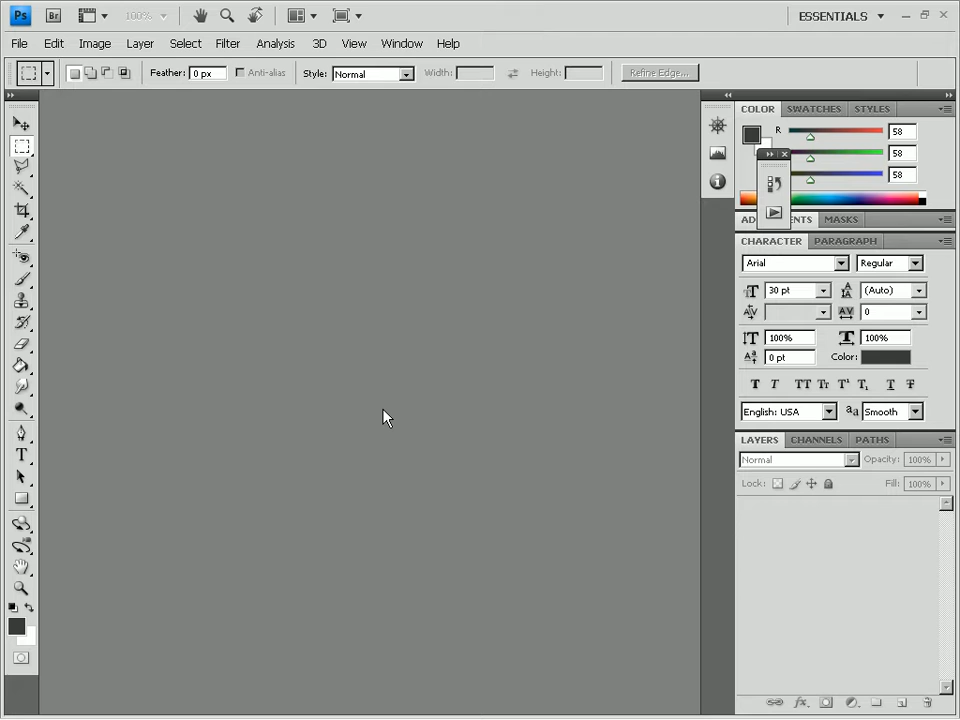 Ps Br 100% ESSENTIALS
File Edit Image Layer Select Filter Analysis 3D View Window Help
Feather: 0 px Anti-alias Style: Normal Width: Height: Refine Edge...
COLOR SWATCHES STYLES
R 58
58
58
AD MENTS MASKS
CHARACTER PARAGRAPH
Arial Regular
30 pt (Auto)
0
100% 100%
0 pt Color:
T T TT Tr T¹ T₁ T T
English: USA aa Smooth
LAYERS CHANNELS PATHS
Normal Opacity: 100%
Lock: Fill: 100%